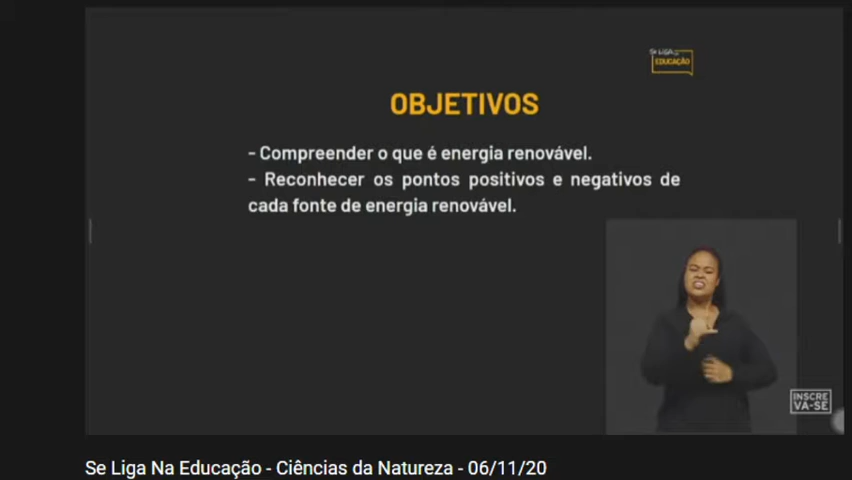 Se LIGA
EDUCAÇÃO
OBJETIVOS
- Compreender o que é energia renovável.
- Reconhecer os pontos positivos e negativos de
cada fonte de energia renovável.
INSCRE
VA-SE
Se Liga Na Educação - Ciências da Natureza - 06/11/20